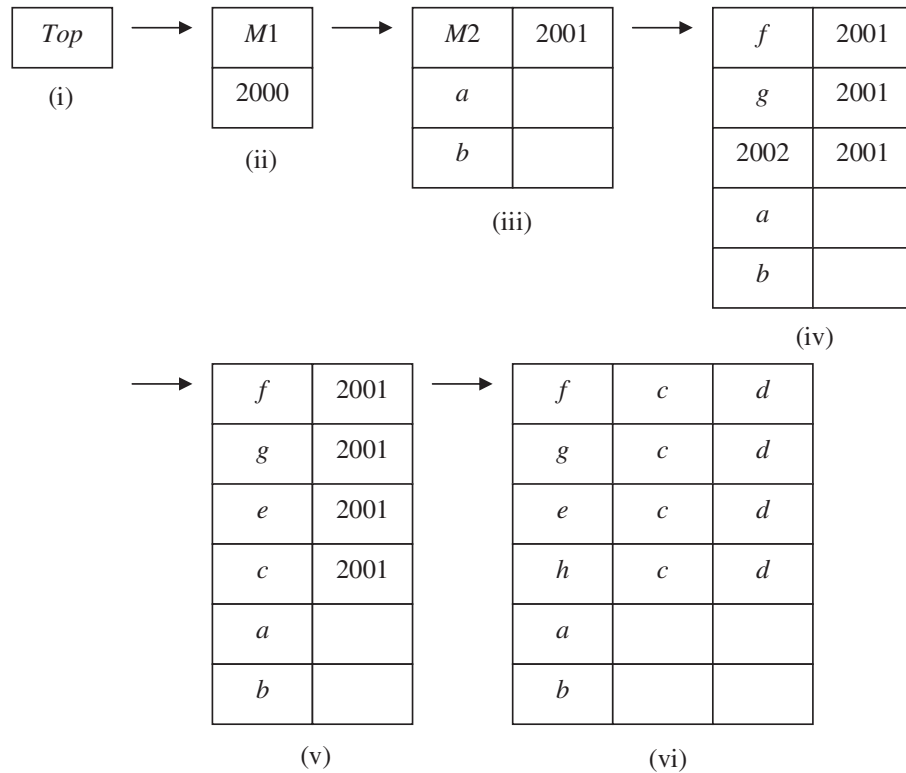 Top
(i)
M1
2000
(ii)
M2 2001
a
b
(iii)
f 2001
g 2001
2002 2001
a
b
(iv)
f 2001
g 2001
e 2001
c 2001
a
b
(v)
f c d
g c d
e c d
h c d
a
b
(vi)